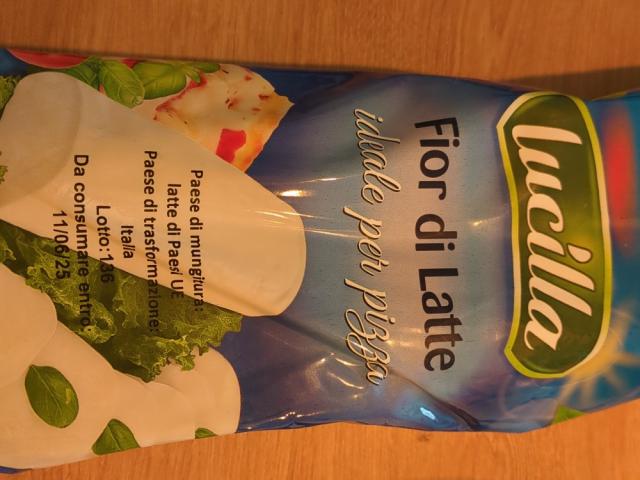 lucilla
Fior di Latte
ideale per pizza
Paese di mungitura:
latte di Paesi UE
Paese di trasformazione:
Italia
Lotto:136
Da consumare entro:
11/06/25